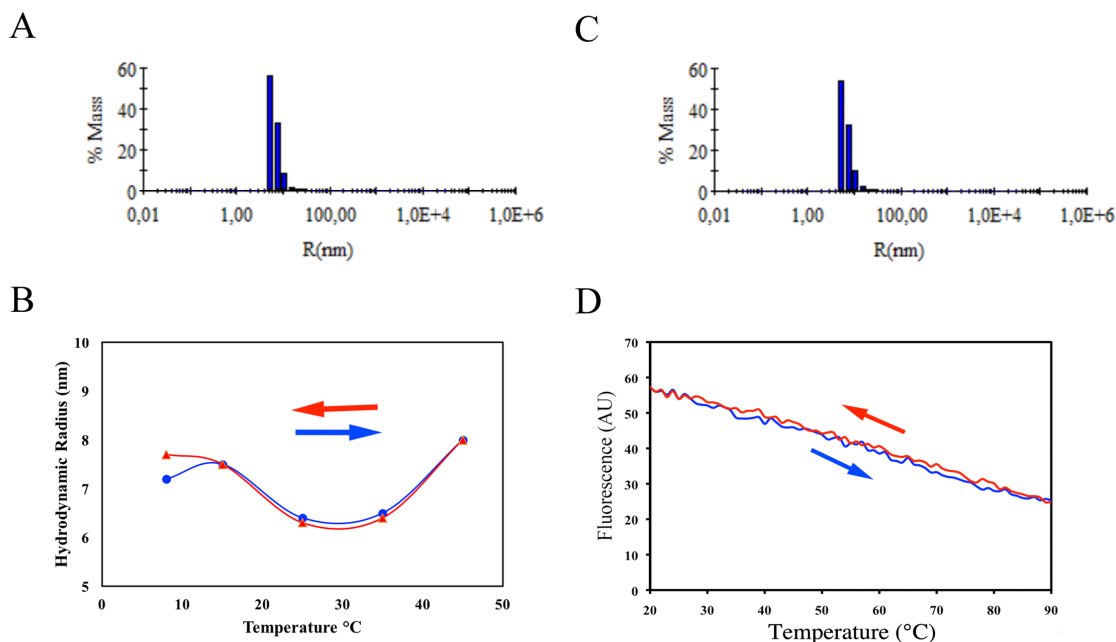 A
60
40
20
0
% Mass
0,01
1,00
100,00
1,0E+4
1,0E+6
R(nm)
C
60
40
20
0
% Mass
0,01
1,00
100,00
1,0E+4
1,0E+6
R(nm)
B
10
9
8
7
6
5
Hydrodynamic Radius (nm)
0
10
20
30
40
50
Temperature °C
D
70
60
50
40
30
20
10
0
Fluorescence (AU)
20
30
40
50
60
70
80
90
Temperature (°C)